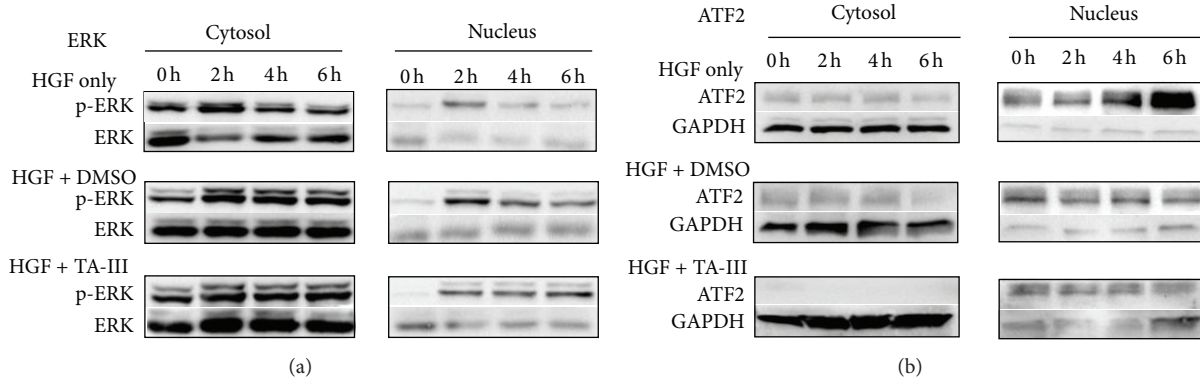 ERK
Cytosol
Nucleus
HGF only
0 h 2 h 4 h 6 h
0 h 2 h 4 h 6 h
p-ERK
ERK
HGF + DMSO
p-ERK
ERK
HGF + TA-III
p-ERK
ERK
(a)
ATF2
Cytosol
Nucleus
HGF only
0 h 2 h 4 h 6 h
0 h 2 h 4 h 6 h
ATF2
GAPDH
HGF + DMSO
ATF2
GAPDH
HGF + TA-III
ATF2
GAPDH
(b)